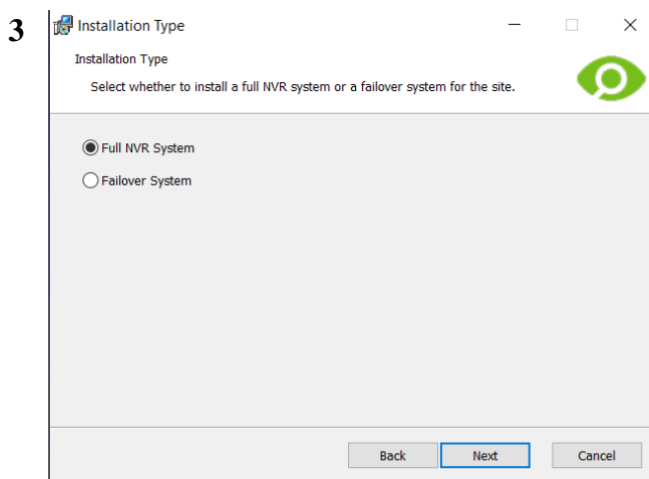 3
Installation Type
Installation Type
Select whether to install a full NVR system or a failover system for the site.
Full NVR System
Failover System
Back Next Cancel